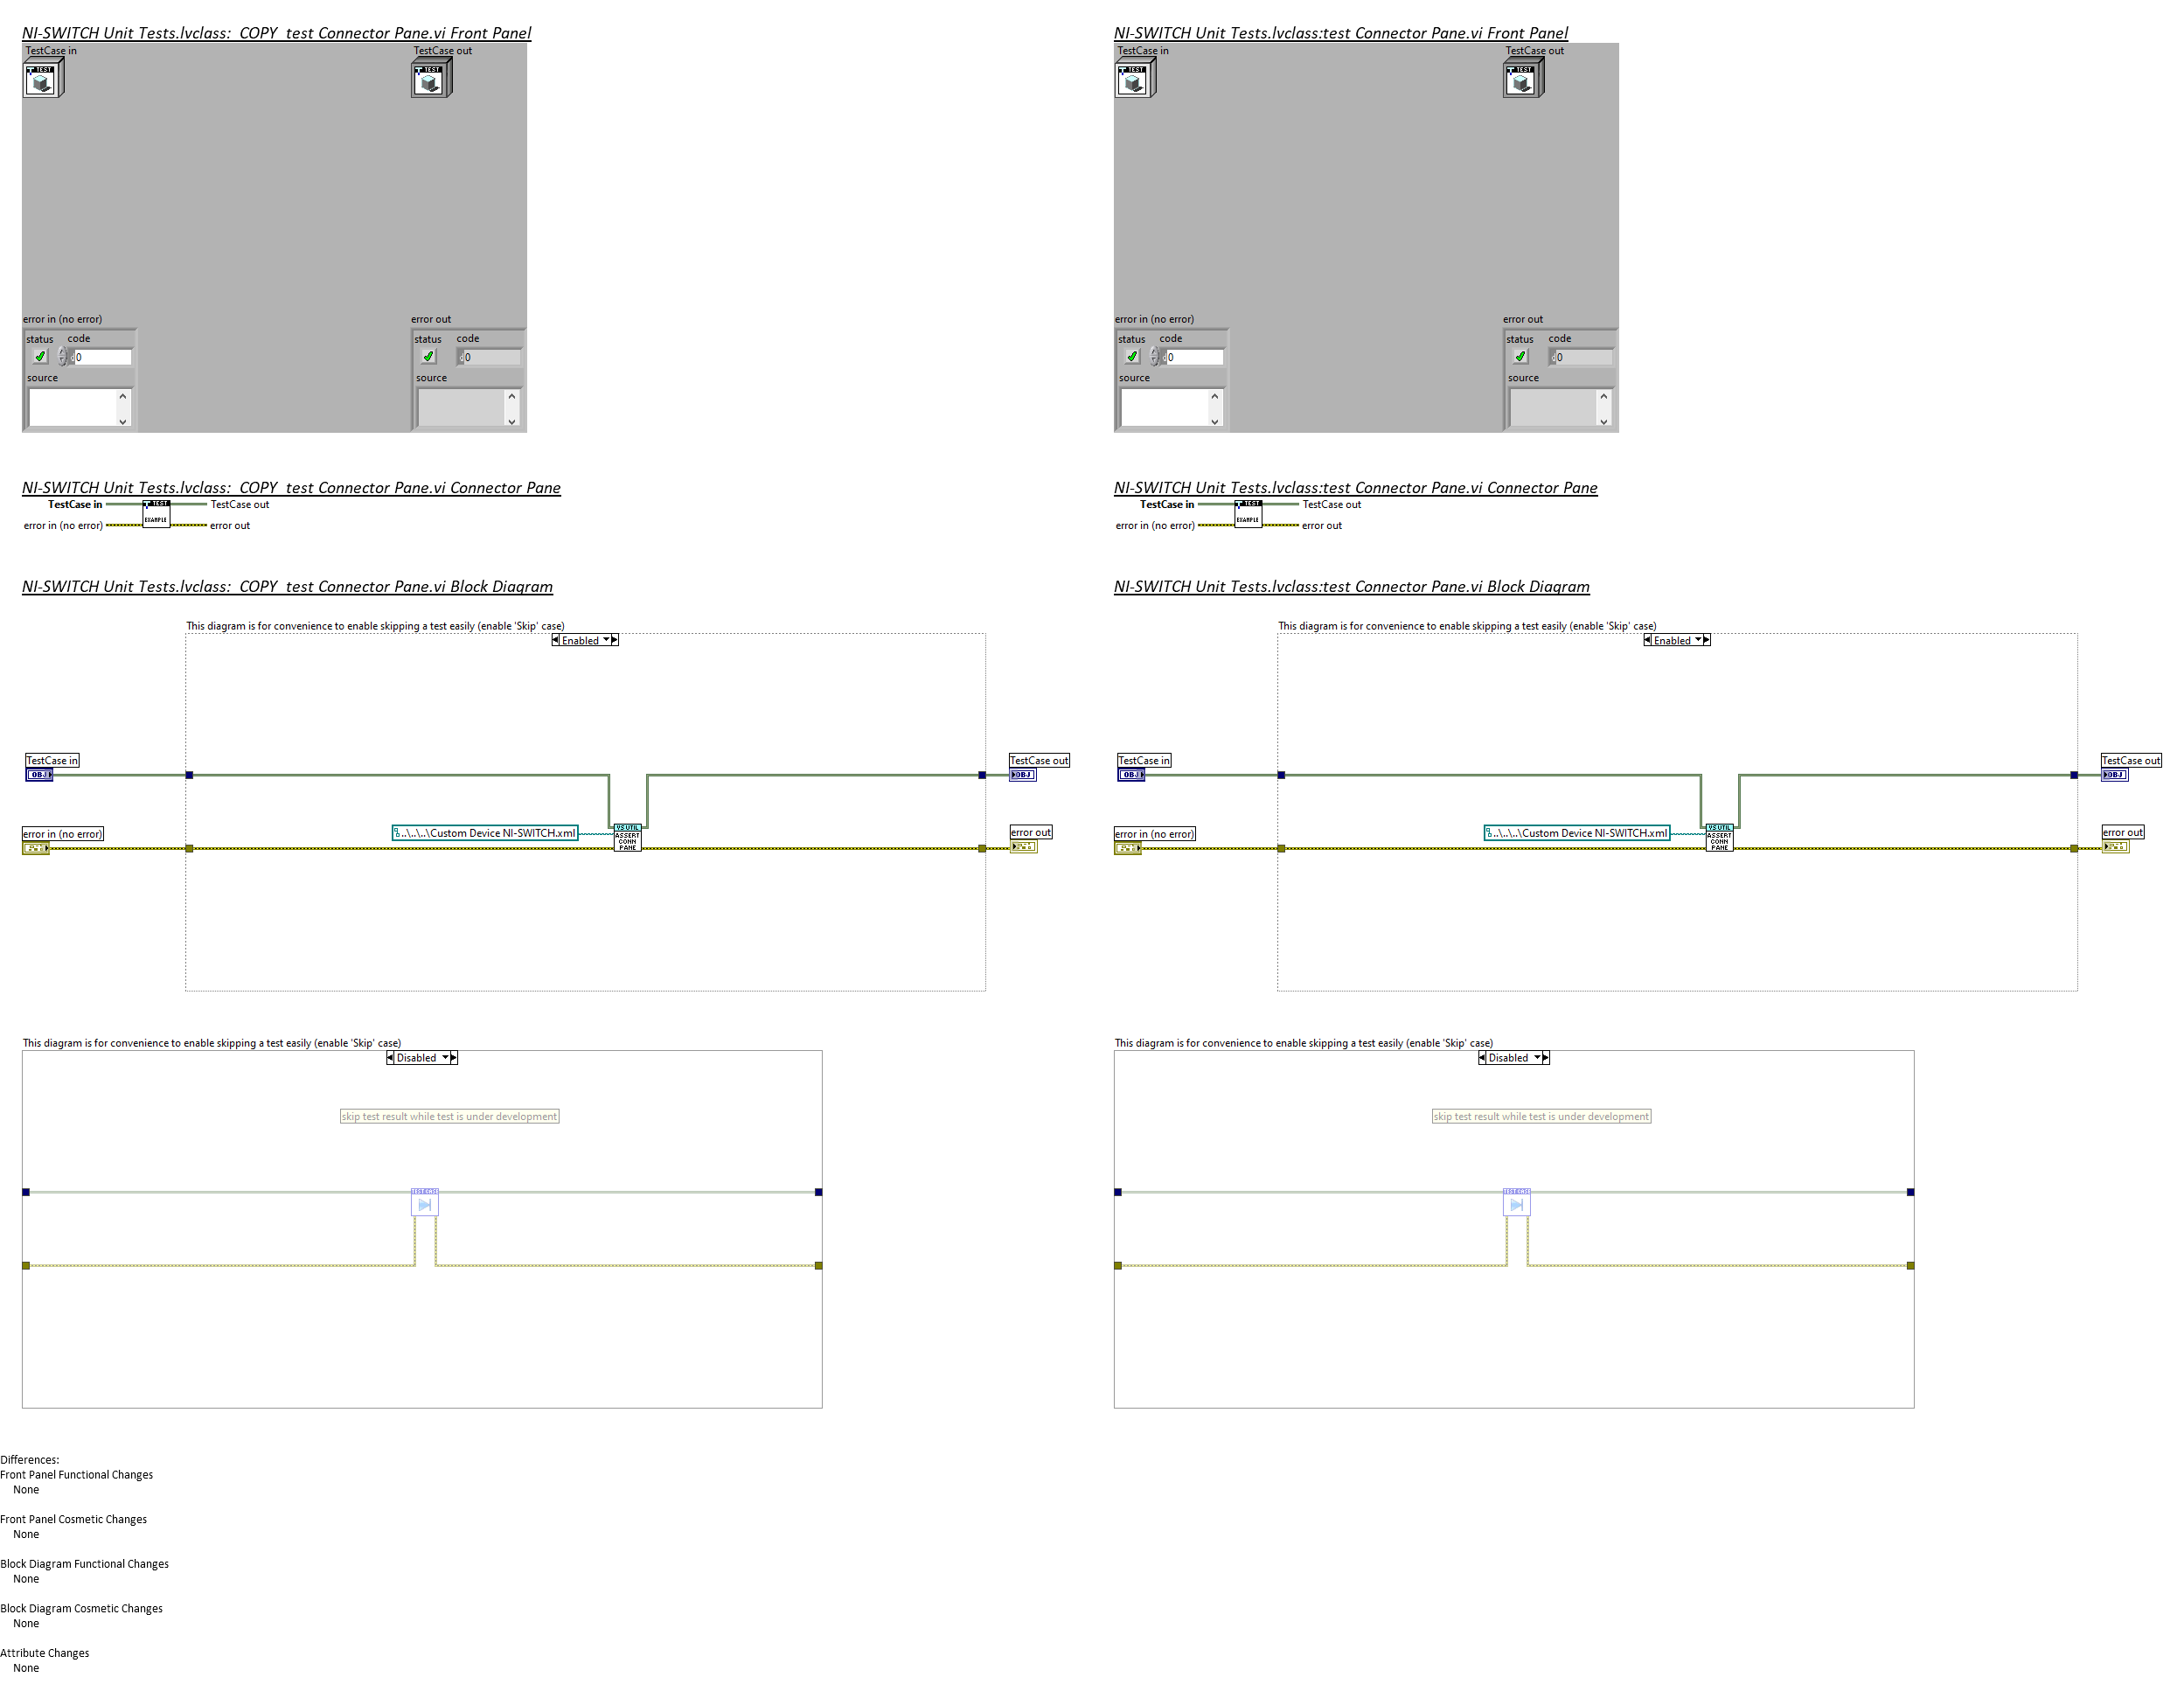 NI-SWITCH Unit Tests.lvclass:  COPY  test Connector Pane.vi Front Panel
TestCase in
TestCase out
TEST
TEST
error in (no error)
error out
status code
status code
0
0
source
source
NI-SWITCH Unit Tests.lvclass:  COPY  test Connector Pane.vi Connector Pane
TestCase in
TEST
TestCase out
error in (no error)
EXAMPLE
error out
NI-SWITCH Unit Tests.lvclass:  COPY  test Connector Pane.vi Block Diagram
This diagram is for convenience to enable skipping a test easily (enable 'Skip' case)
Enabled
TestCase in
OBJ
TestCase out
OBJ
error in (no error)
..\..\..\Custom Device NI-SWITCH.xml
VS UTIL
ASSERT
CONN
PANE
error out
This diagram is for convenience to enable skipping a test easily (enable 'Skip' case)
Disabled
skip test result while test is under development
NI-SWITCH Unit Tests.lvclass:test Connector Pane.vi Front Panel
TestCase in
TestCase out
TEST
TEST
error in (no error)
error out
status code
status code
0
0
source
source
NI-SWITCH Unit Tests.lvclass:test Connector Pane.vi Connector Pane
TestCase in
TEST
TestCase out
error in (no error)
EXAMPLE
error out
NI-SWITCH Unit Tests.lvclass:test Connector Pane.vi Block Diagram
This diagram is for convenience to enable skipping a test easily (enable 'Skip' case)
Enabled
TestCase in
OBJ
TestCase out
OBJ
error in (no error)
..\..\..\Custom Device NI-SWITCH.xml
VS UTIL
ASSERT
CONN
PANE
error out
This diagram is for convenience to enable skipping a test easily (enable 'Skip' case)
Disabled
skip test result while test is under development
Differences:
Front Panel Functional Changes
None
Front Panel Cosmetic Changes
None
Block Diagram Functional Changes
None
Block Diagram Cosmetic Changes
None
Attribute Changes
None